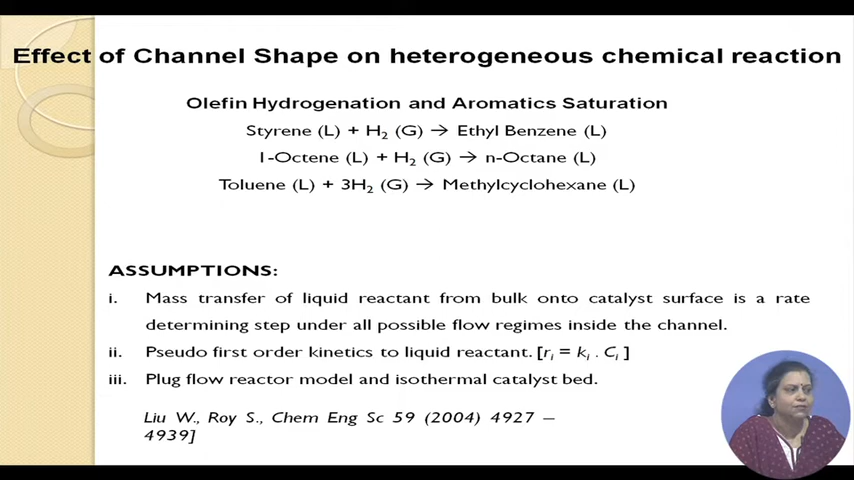 Effect of Channel Shape on heterogeneous chemical reaction
Olefin Hydrogenation and Aromatics Saturation
Styrene (L) + H₂ (G) → Ethyl Benzene (L)
1-Octene (L) + H₂ (G) → n-Octane (L)
Toluene (L) + 3H₂ (G) → Methylcyclohexane (L)
ASSUMPTIONS:
i. Mass transfer of liquid reactant from bulk onto catalyst surface is a rate
determining step under all possible flow regimes inside the channel.
ii. Pseudo first order kinetics to liquid reactant. [rᵢ = kᵢ . Cᵢ ]
iii. Plug flow reactor model and isothermal catalyst bed.
Liu W., Roy S., Chem Eng Sc 59 (2004) 4927 –
4939]